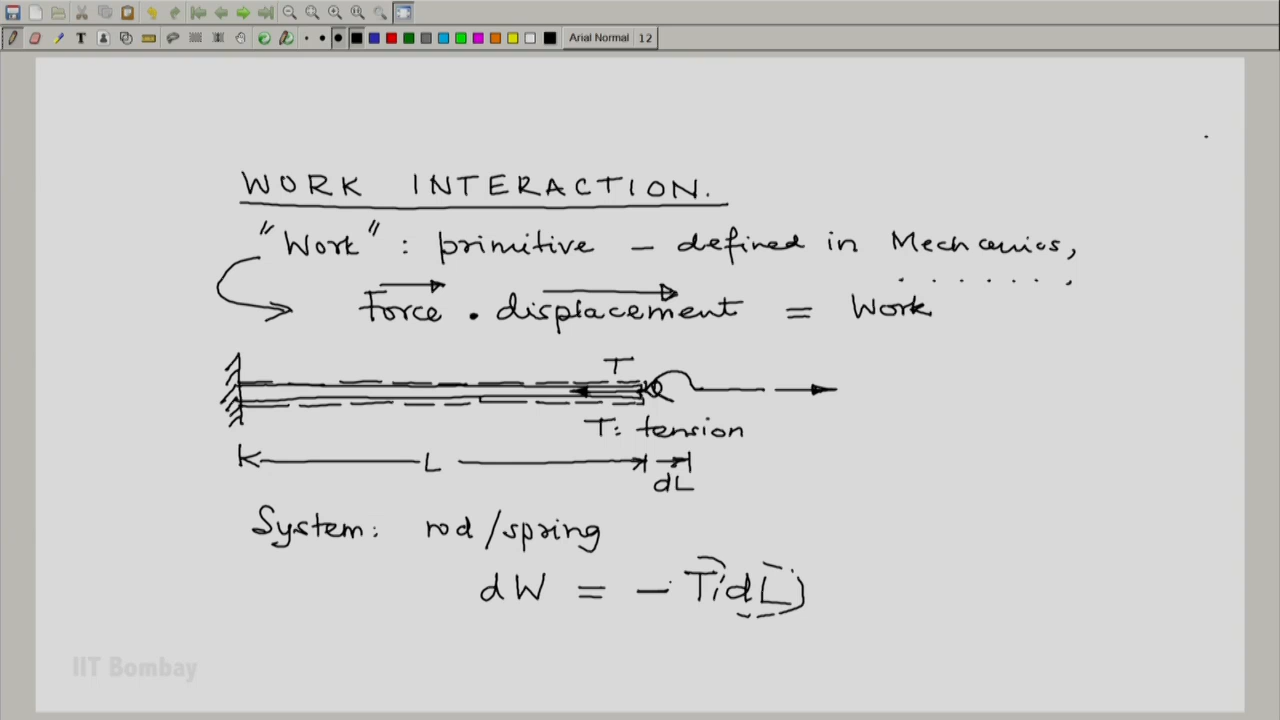 Arial Normal 12
WORK INTERACTION.
"Work" : primitive – defined in Mechanics,
Force . displacement = Work
T
T: tension
L
dL
System: rod/spring
dW = - T dL
IIT Bombay